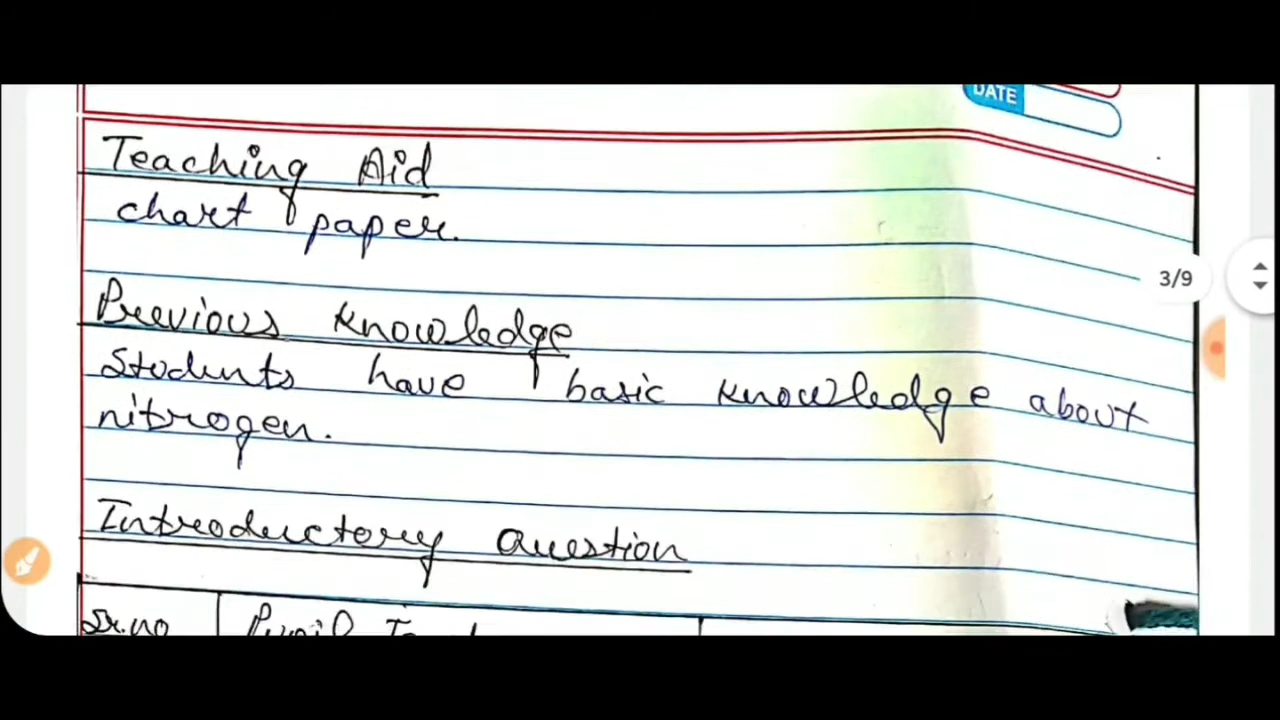 DATE
Teaching Aid
chart paper.
3/9
Previous knowledge
Students have basic knowledge about
nitrogen.
Introductory Question
Sr.no Pupil